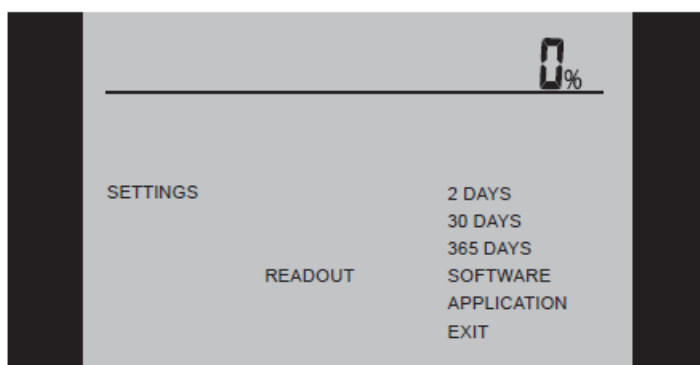 0%
SETTINGS 2 DAYS
30 DAYS
365 DAYS
READOUT SOFTWARE
APPLICATION
EXIT